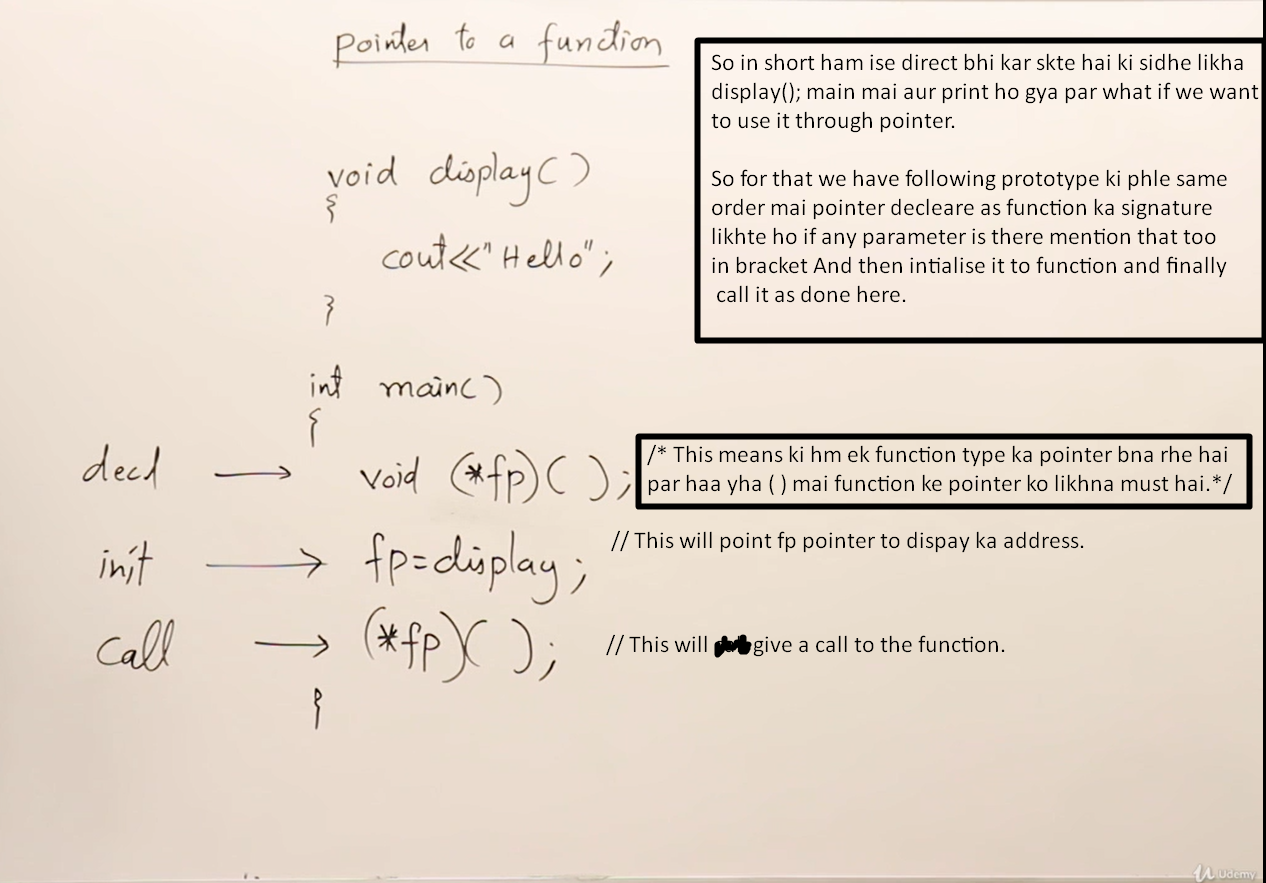 pointer to a function
So in short ham ise direct bhi kar skte hai ki sidhe likha
display(); main mai aur print ho gya par what if we want
to use it through pointer.
So for that we have following prototype ki phle same
order mai pointer decleare as function ka signature
likhte ho if any parameter is there mention that too
in bracket And then intialise it to function and finally
call it as done here.
void display( )
{
cout<<"Hello";
}
int main( )
{
decl → void (*fp)( );
/* This means ki hm ek function type ka pointer bna rhe hai
par haa yha ( ) mai function ke pointer ko likhna must hai.*/
init → fp=display; // This will point fp pointer to dispay ka address.
call → (*fp)( ); // This will give a call to the function.
}
Udemy